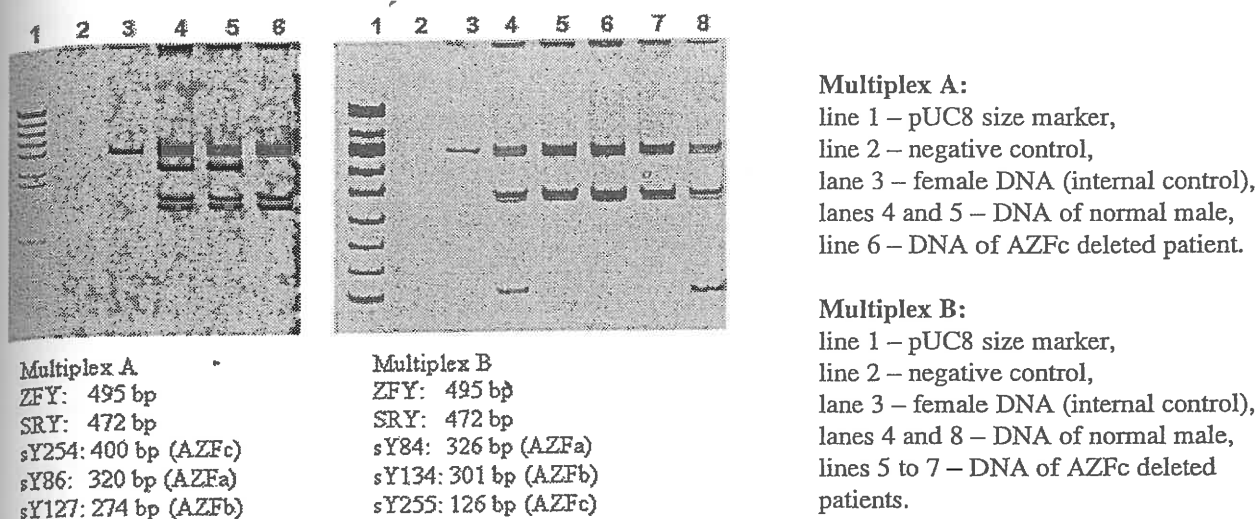 1 2 3 4 5 6
1 2 3 4 5 6 7 8
Multiplex A
ZFY: 495 bp
SRY: 472 bp
sY254: 400 bp (AZFc)
sY86: 320 bp (AZFa)
sY127: 274 bp (AZFb)
Multiplex B
ZFY: 495 bp
SRY: 472 bp
sY84: 326 bp (AZFa)
sY134: 301 bp (AZFb)
sY255: 126 bp (AZFc)
Multiplex A:
line 1 – pUC8 size marker,
line 2 – negative control,
lane 3 – female DNA (internal control),
lanes 4 and 5 – DNA of normal male,
line 6 – DNA of AZFc deleted patient.
Multiplex B:
line 1 – pUC8 size marker,
line 2 – negative control,
lane 3 – female DNA (internal control),
lanes 4 and 8 – DNA of normal male,
lines 5 to 7 – DNA of AZFc deleted
patients.